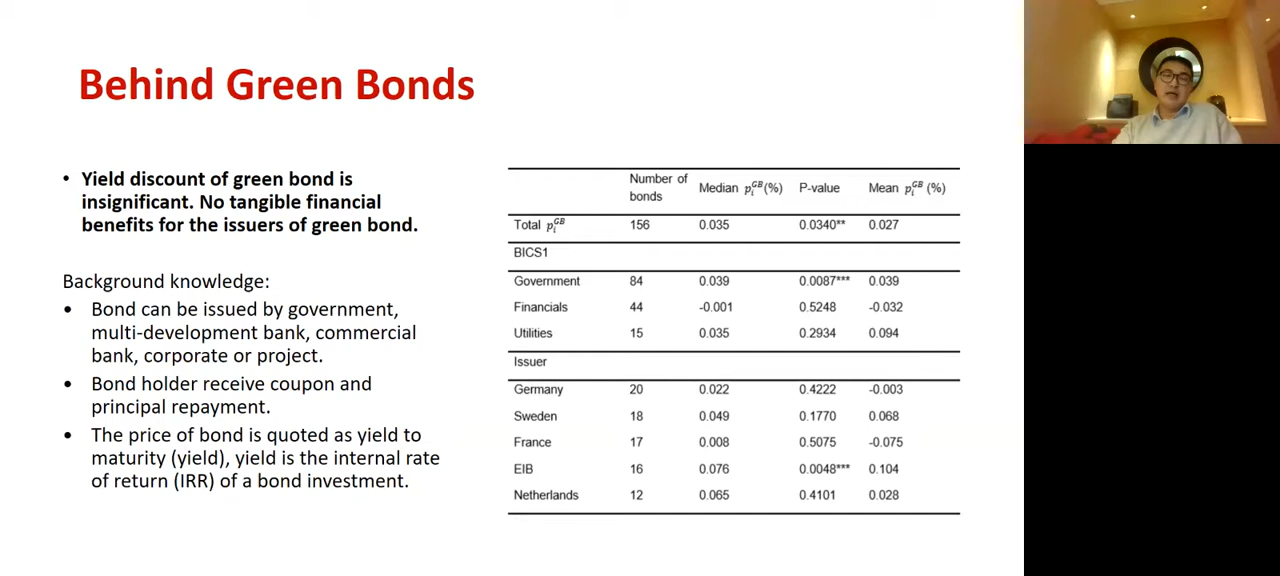 Behind Green Bonds
• Yield discount of green bond is
insignificant. No tangible financial
benefits for the issuers of green bond.
Background knowledge:
• Bond can be issued by government,
multi-development bank, commercial
bank, corporate or project.
• Bond holder receive coupon and
principal repayment.
• The price of bond is quoted as yield to
maturity (yield), yield is the internal rate
of return (IRR) of a bond investment.
Number of bonds Median p_i^GB(%) P-value Mean p_i^GB (%)
Total p_i^GB 156 0.035 0.0340** 0.027
BICS1
Government 84 0.039 0.0087*** 0.039
Financials 44 -0.001 0.5248 -0.032
Utilities 15 0.035 0.2934 0.094
Issuer
Germany 20 0.022 0.4222 -0.003
Sweden 18 0.049 0.1770 0.068
France 17 0.008 0.5075 -0.075
EIB 16 0.076 0.0048*** 0.104
Netherlands 12 0.065 0.4101 0.028